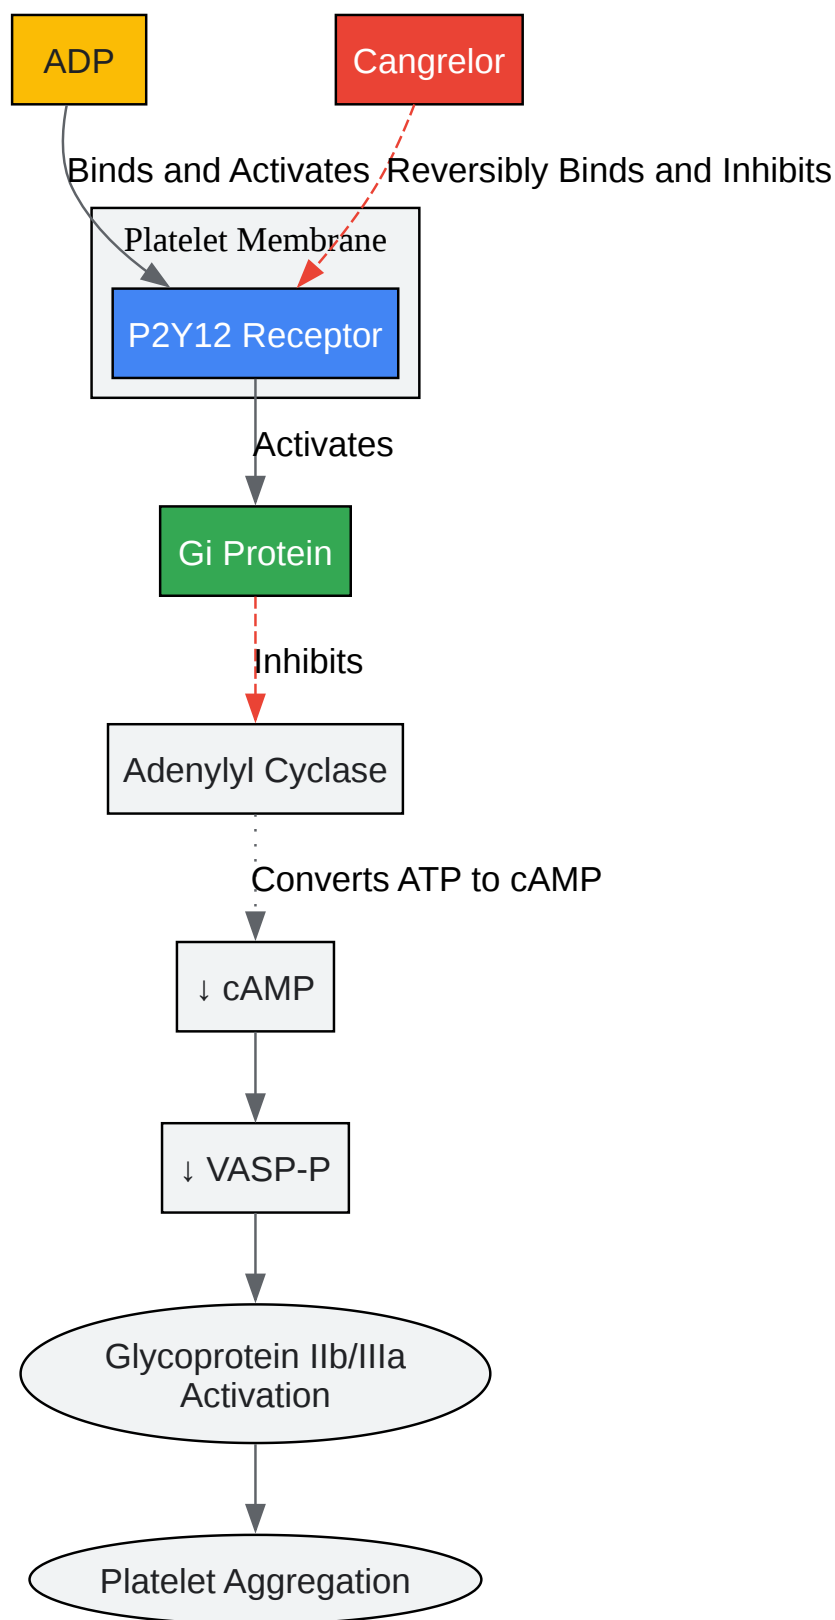 ADP
Cangrelor
Binds and Activates
Reversibly Binds and Inhibits
Platelet Membrane
P2Y12 Receptor
Activates
Gi Protein
Inhibits
Adenylyl Cyclase
Converts ATP to cAMP
↓ cAMP
↓ VASP-P
Glycoprotein IIb/IIIa
Activation
Platelet Aggregation